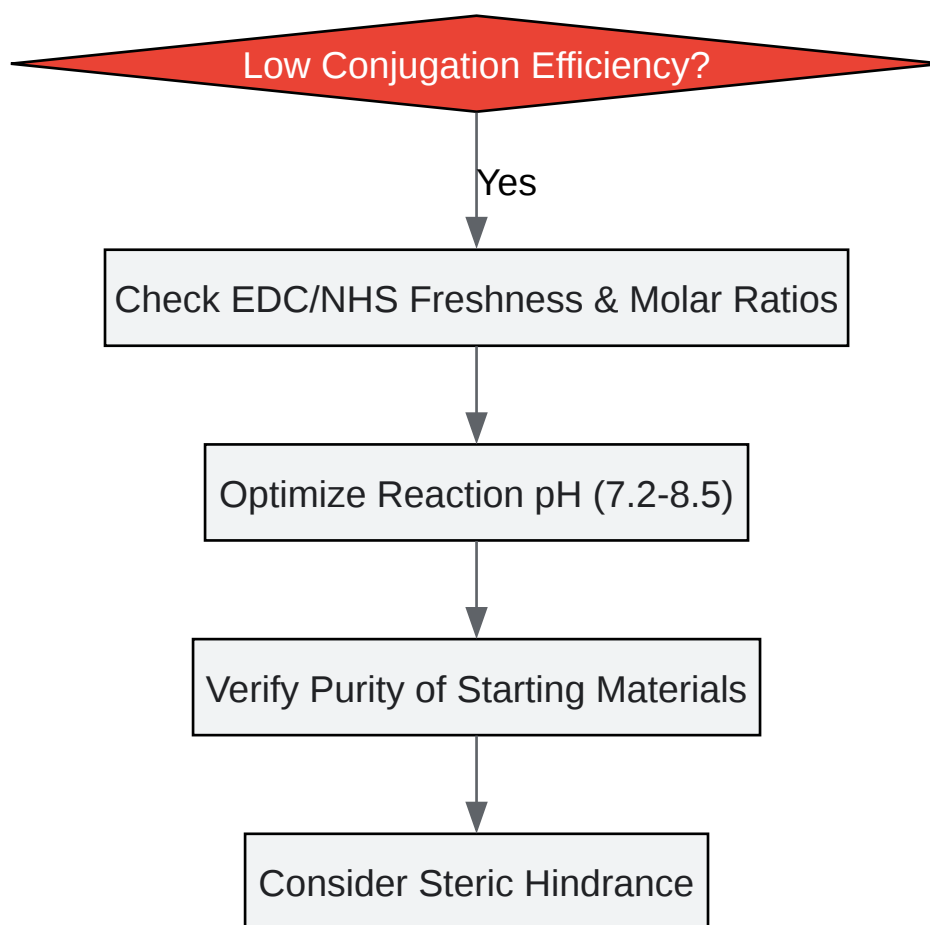 Low Conjugation Efficiency?
Yes
Check EDC/NHS Freshness & Molar Ratios
Optimize Reaction pH (7.2-8.5)
Verify Purity of Starting Materials
Consider Steric Hindrance